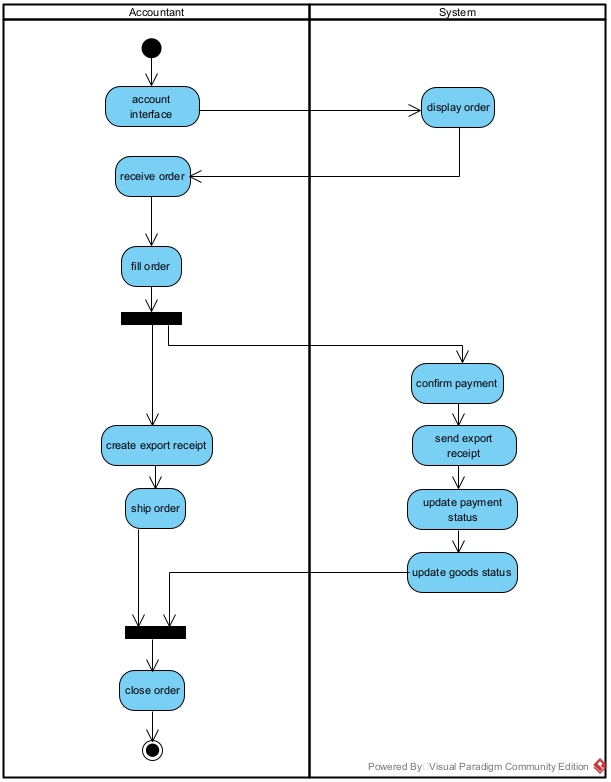 Accountant
System
account
interface
display order
receive order
fill order
confirm payment
create export receipt
send export
receipt
ship order
update payment
status
update goods status
close order
Powered By Visual Paradigm Community Edition